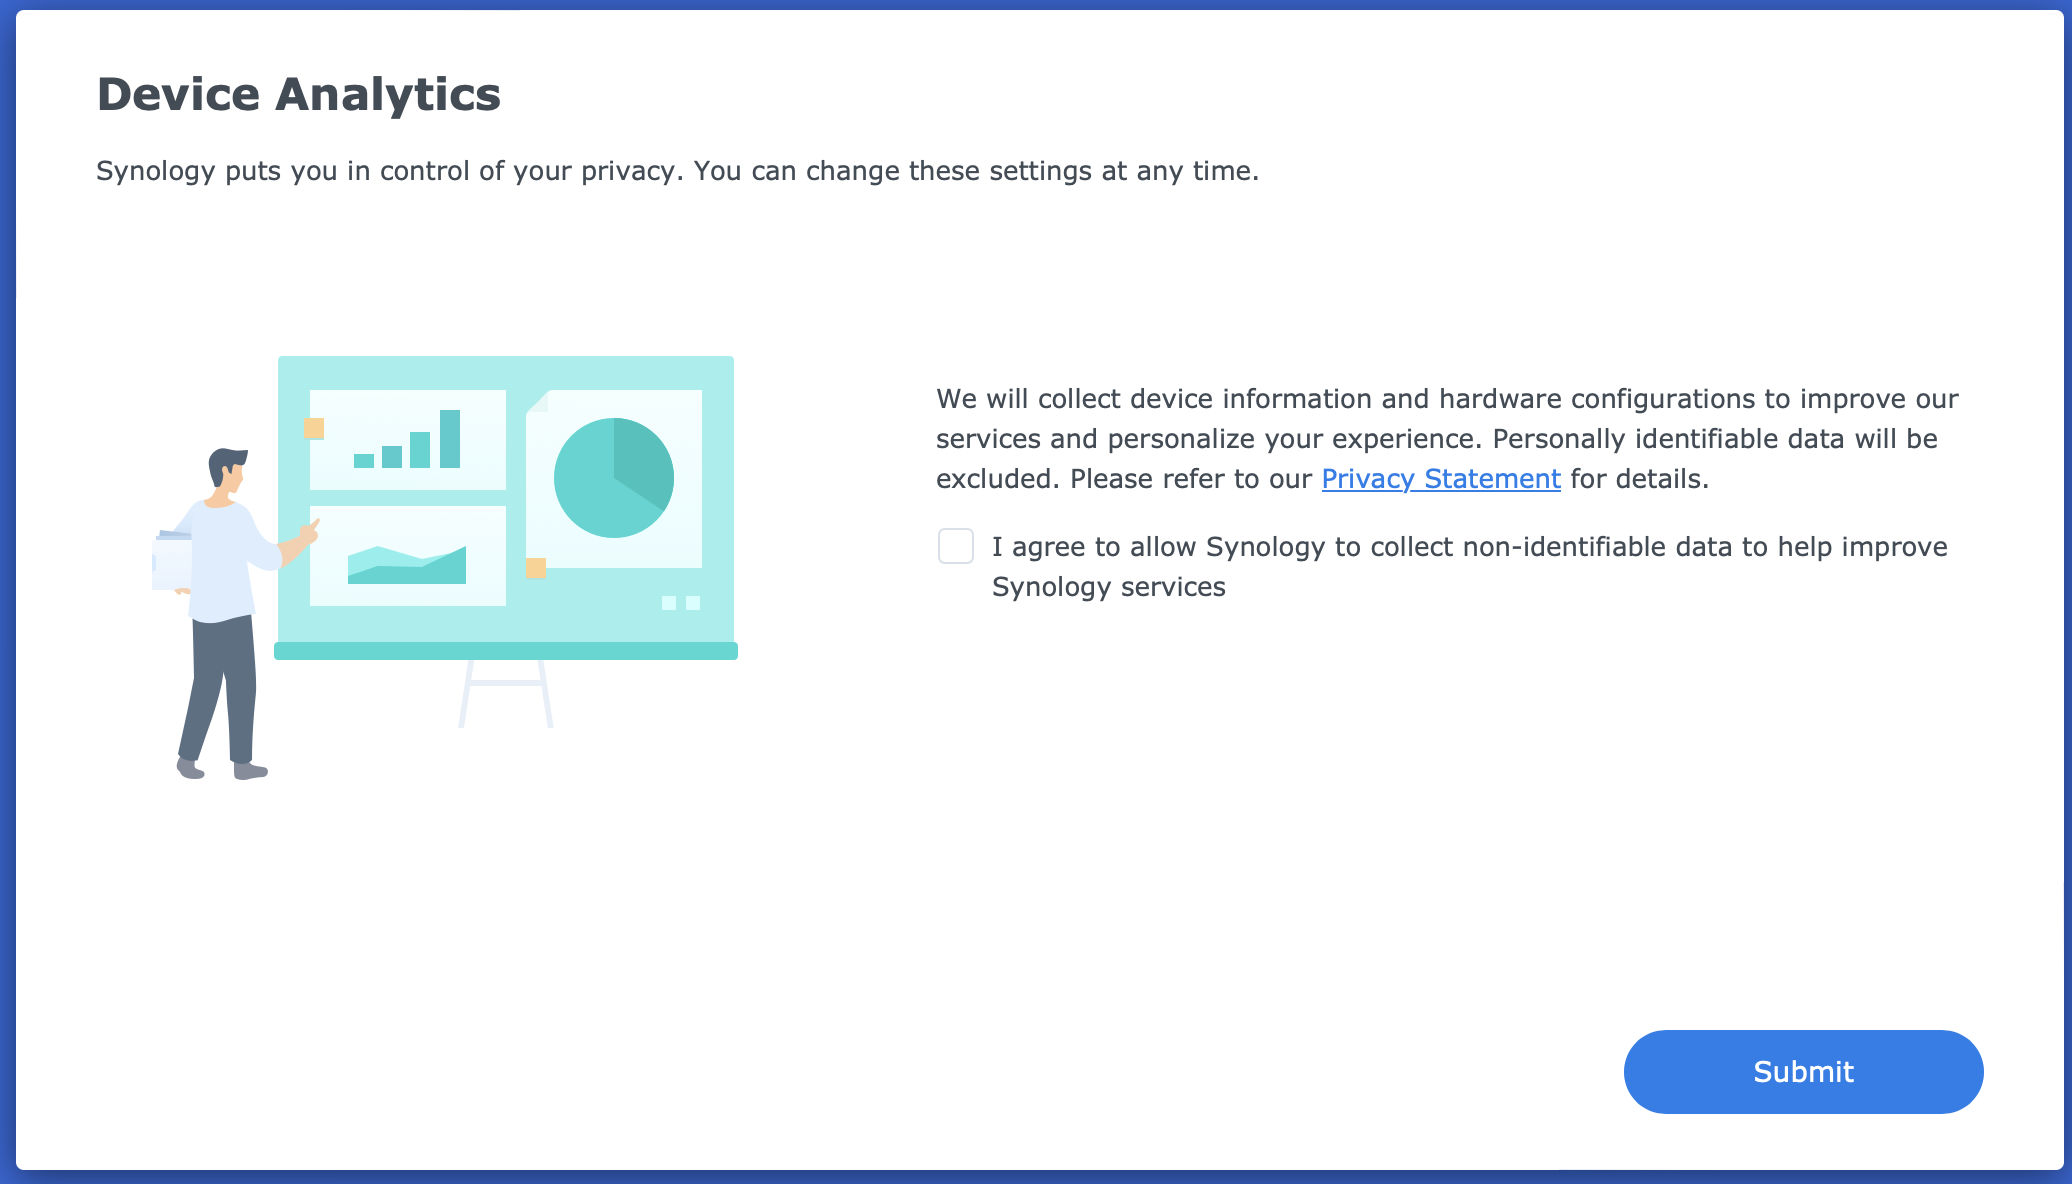 Device Analytics
Synology puts you in control of your privacy. You can change these settings at any time.
We will collect device information and hardware configurations to improve our
services and personalize your experience. Personally identifiable data will be
excluded. Please refer to our Privacy Statement for details.
I agree to allow Synology to collect non-identifiable data to help improve
Synology services
Submit